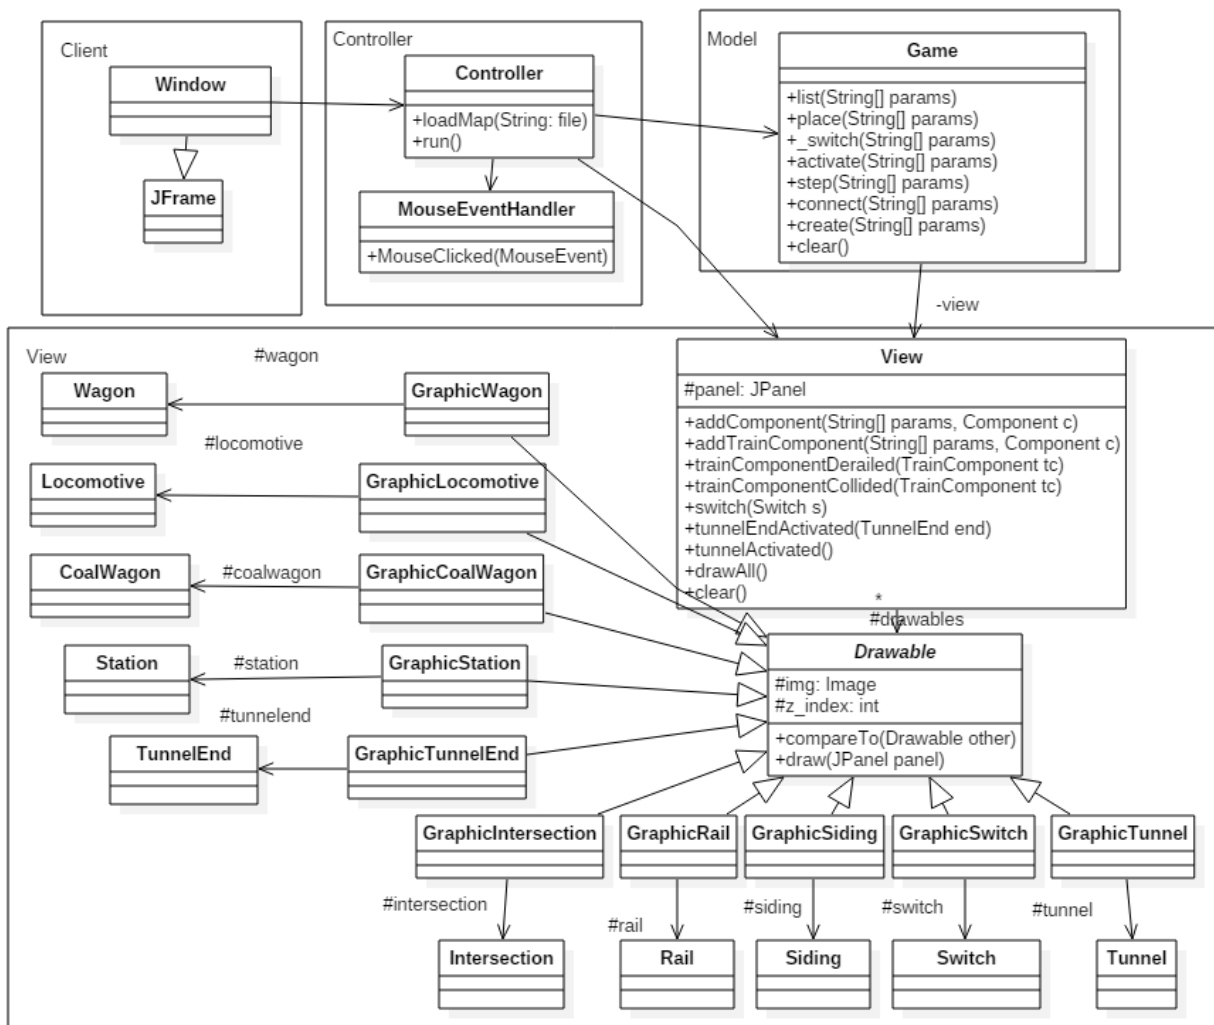 Client
Window
JFrame
Controller
Controller
+loadMap(String: file)
+run()
MouseEventHandler
+MouseClicked(MouseEvent)
Model
Game
+list(String[] params)
+place(String[] params)
+_switch(String[] params)
+activate(String[] params)
+step(String[] params)
+connect(String[] params)
+create(String[] params)
+clear()
-view
View
View
#panel: JPanel
+addComponent(String[] params, Component c)
+addTrainComponent(String[] params, Component c)
+trainComponentDerailed(TrainComponent tc)
+trainComponentCollided(TrainComponent tc)
+switch(Switch s)
+tunnelEndActivated(TunnelEnd end)
+tunnelActivated()
+drawAll()
+clear()
*
#drawables
Wagon
#wagon
GraphicWagon
Locomotive
#locomotive
GraphicLocomotive
CoalWagon
#coalwagon
GraphicCoalWagon
Station
#station
GraphicStation
TunnelEnd
#tunnelend
GraphicTunnelEnd
Drawable
#img: Image
#z_index: int
+compareTo(Drawable other)
+draw(JPanel panel)
GraphicIntersection
GraphicRail
GraphicSiding
GraphicSwitch
GraphicTunnel
#intersection
#rail
#siding
#switch
#tunnel
Intersection
Rail
Siding
Switch
Tunnel